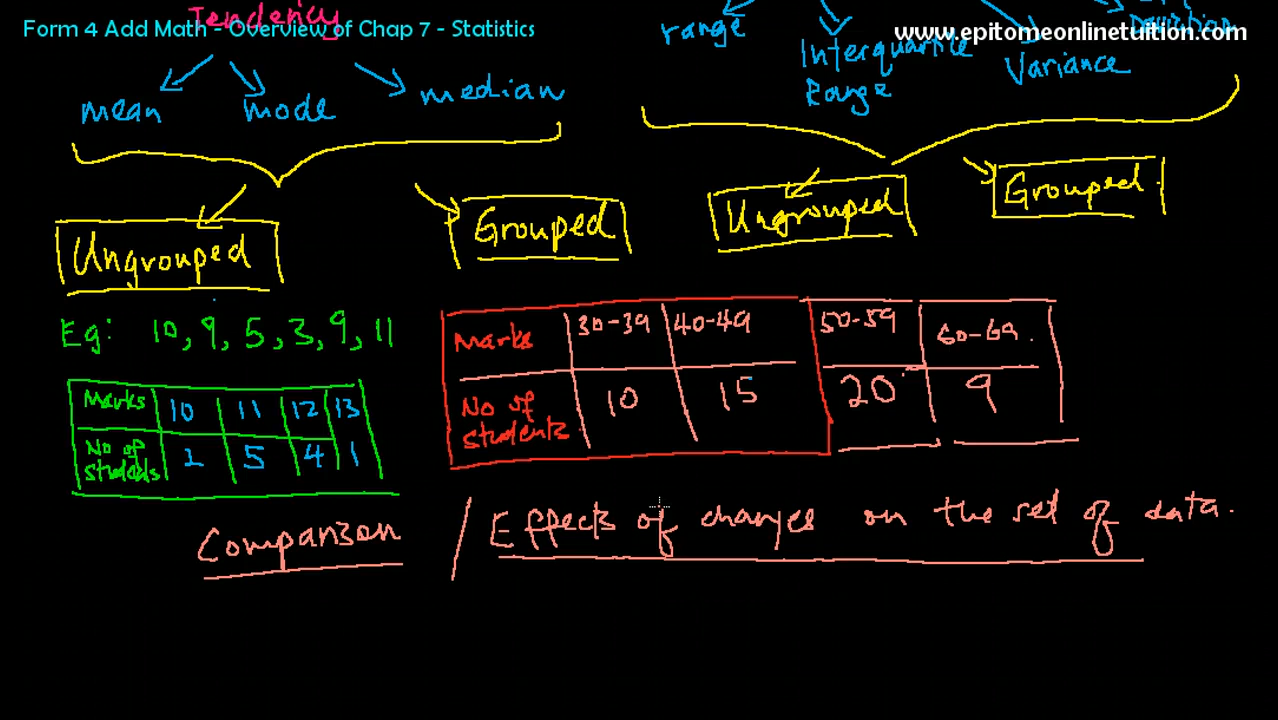 Tendency
Form 4 Add Math - Overview of Chap 7 - Statistics
www.epitomeonlinetuition.com
mean mode median
range Interquartile Range Variance Deviation
Ungrouped Grouped Ungrouped Grouped
Eg: 10, 9, 5, 3, 9, 11
Marks 10 11 12 13
No of students 2 5 4 1
Marks 30-39 40-49 50-59 60-69
No of students 10 15 20 9
Comparison / Effects of changes on the set of data.